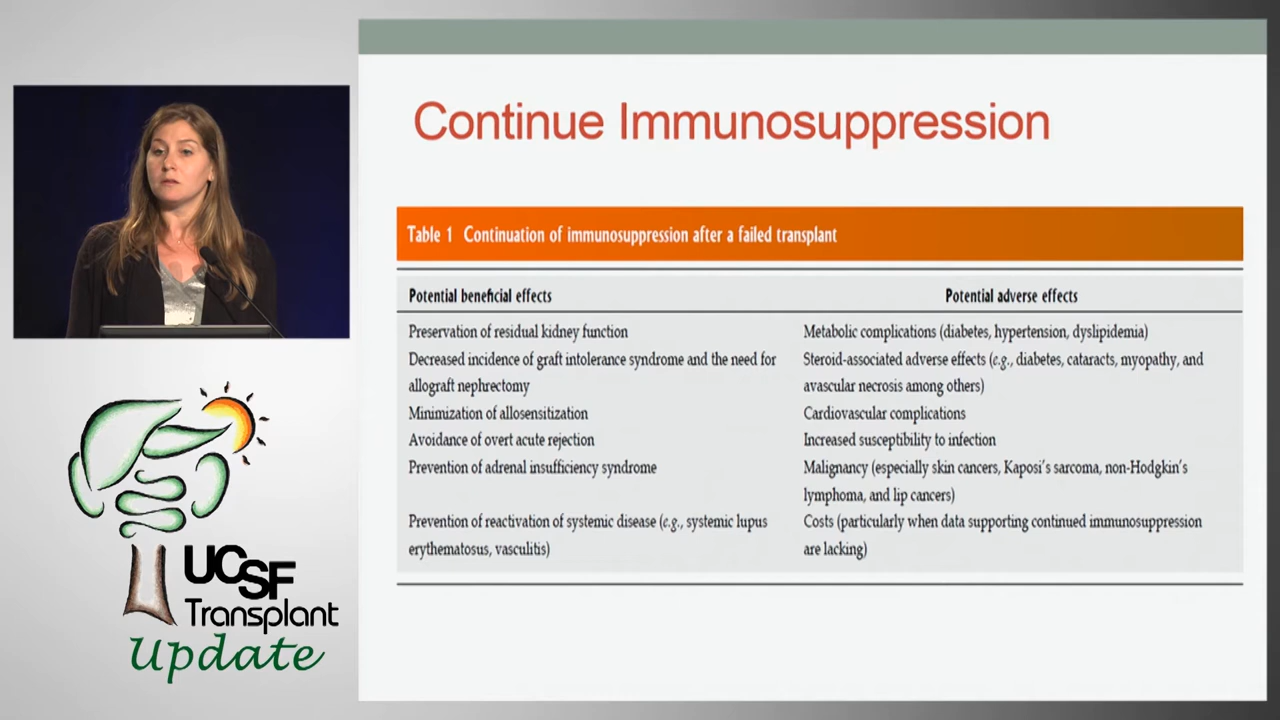 Continue Immunosuppression
Table 1 Continuation of immunosuppression after a failed transplant
Potential beneficial effects
Potential adverse effects
Preservation of residual kidney function
Metabolic complications (diabetes, hypertension, dyslipidemia)
Decreased incidence of graft intolerance syndrome and the need for
allograft nephrectomy
Steroid-associated adverse effects (e.g., diabetes, cataracts, myopathy, and
avascular necrosis among others)
Minimization of allosensitization
Cardiovascular complications
Avoidance of overt acute rejection
Increased susceptibility to infection
Prevention of adrenal insufficiency syndrome
Malignancy (especially skin cancers, Kaposi's sarcoma, non-Hodgkin's
lymphoma, and lip cancers)
Prevention of reactivation of systemic disease (e.g., systemic lupus
erythematosus, vasculitis)
Costs (particularly when data supporting continued immunosuppression
are lacking)
UCSF
Transplant
Update